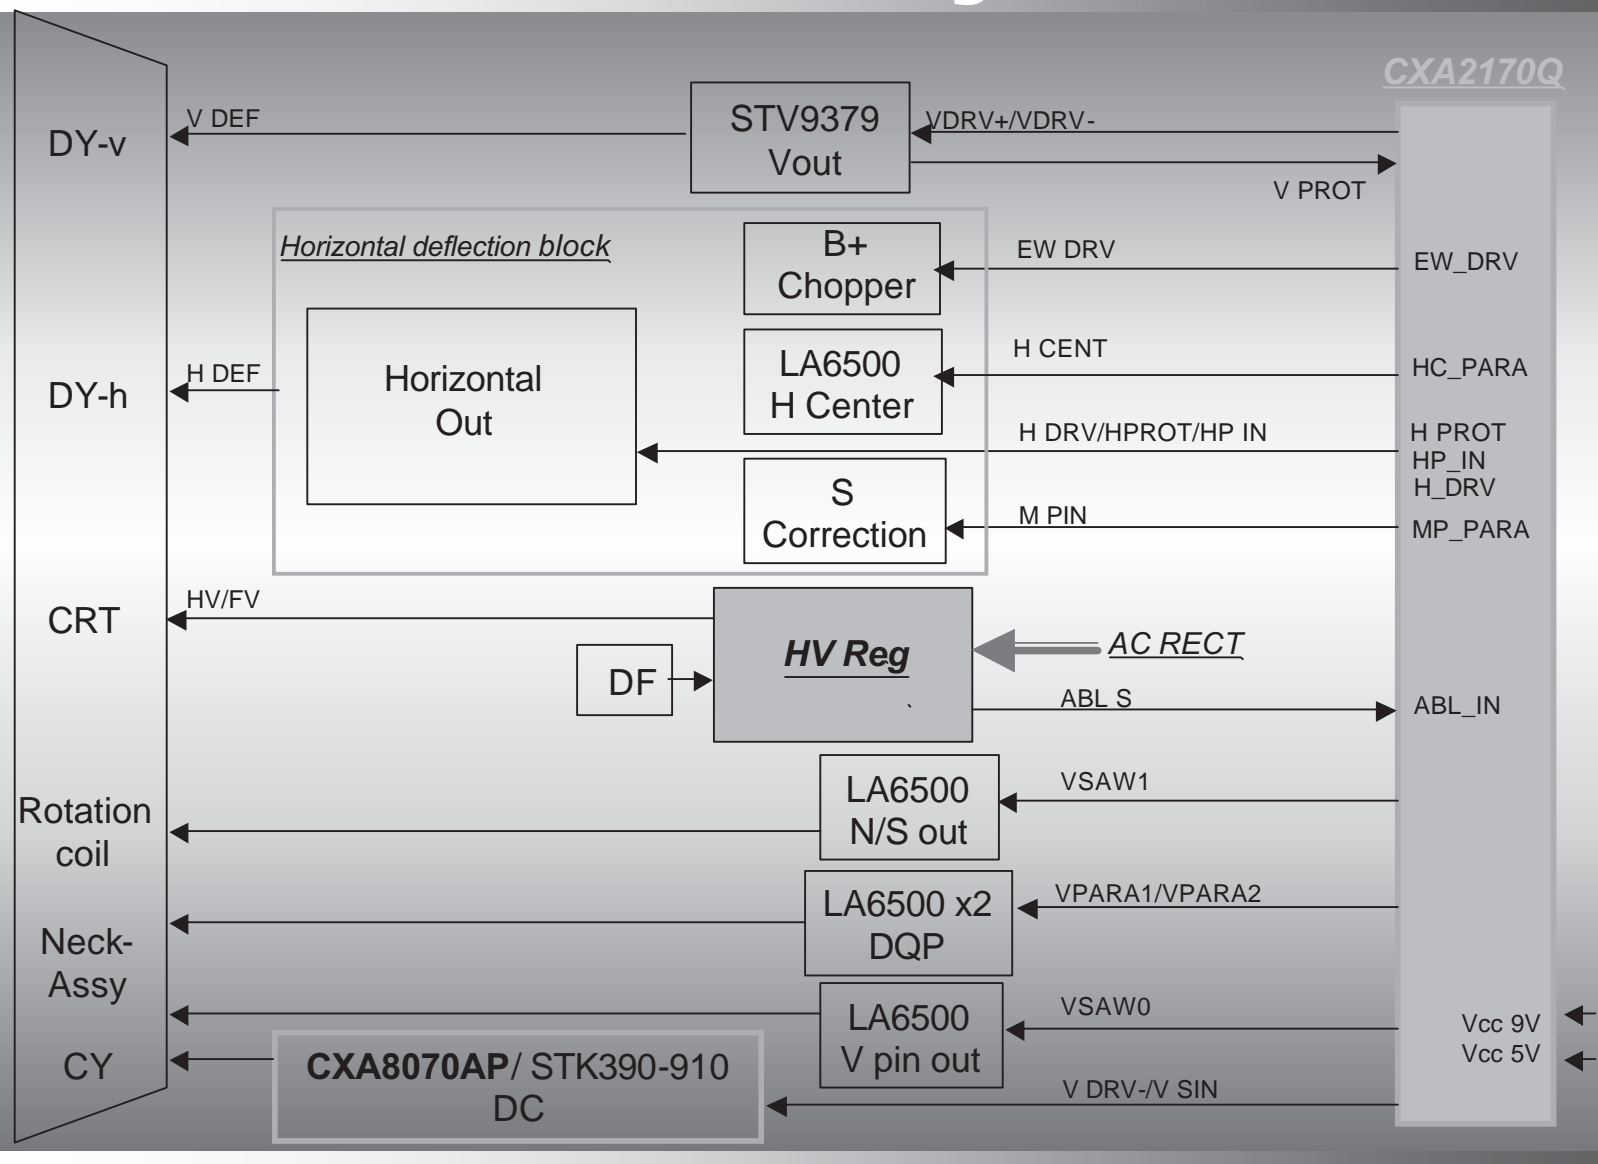 CXA2170Q
V DEF
STV9379
Vout
VDRV+/VDRV-
DY-v
V PROT
Horizontal deflection block
B+
Chopper
EW DRV
EW_DRV
H DEF
DY-h
Horizontal
Out
LA6500
H Center
H CENT
HC_PARA
H DRV/HPROT/HP IN
H PROT
HP_IN
H_DRV
S
Correction
M PIN
MP_PARA
HV/FV
CRT
DF
HV Reg
AC RECT
ABL S
ABL_IN
Rotation
coil
LA6500
N/S out
VSAW1
LA6500 x2
DQP
VPARA1/VPARA2
Neck-
Assy
LA6500
V pin out
VSAW0
Vcc 9V
Vcc 5V
CY
CXA8070AP/ STK390-910
DC
V DRV-/V SIN